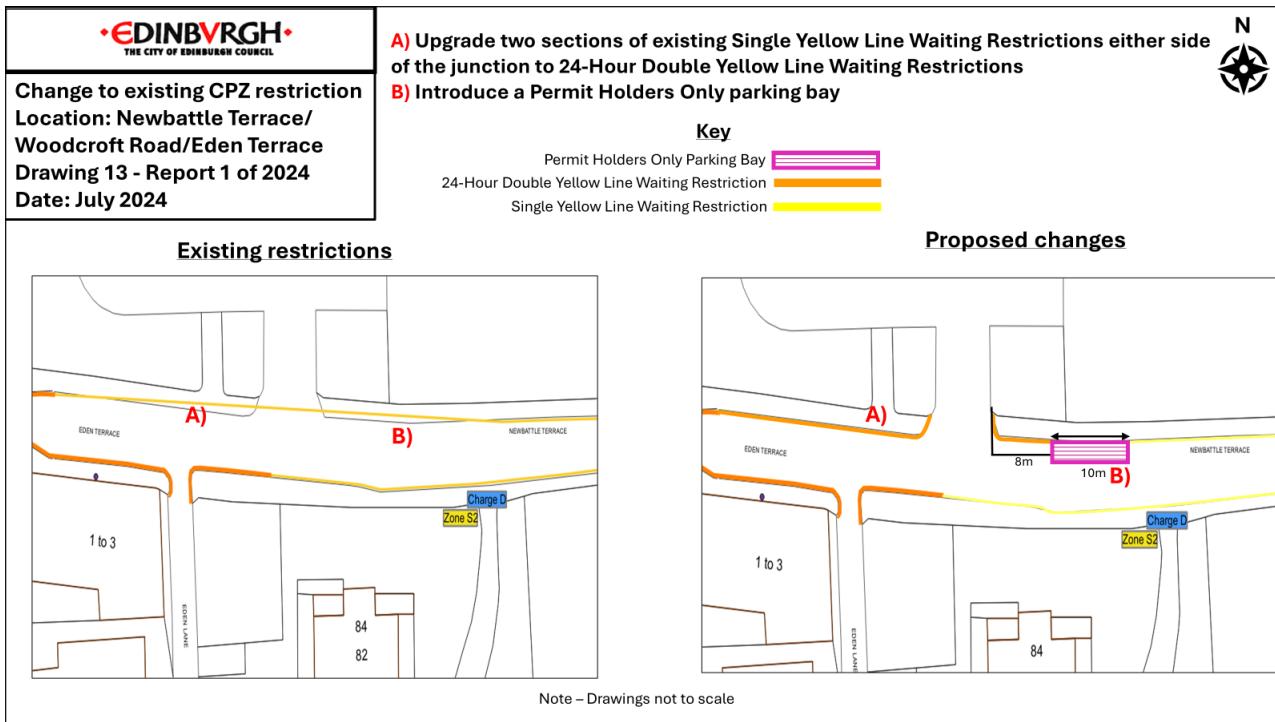 ·EDINBVRGH·
THE CITY OF EDINBURGH COUNCIL
Change to existing CPZ restriction
Location: Newbattle Terrace/
Woodcroft Road/Eden Terrace
Drawing 13 - Report 1 of 2024
Date: July 2024
A) Upgrade two sections of existing Single Yellow Line Waiting Restrictions either side
of the junction to 24-Hour Double Yellow Line Waiting Restrictions
B) Introduce a Permit Holders Only parking bay
N
Key
Permit Holders Only Parking Bay
24-Hour Double Yellow Line Waiting Restriction
Single Yellow Line Waiting Restriction
Existing restrictions
A)
B)
EDEN TERRACE
NEWBATTLE TERRACE
Charge D
Zone S2
1 to 3
EDEN LANE
84
82
Proposed changes
A)
EDEN TERRACE
NEWBATTLE TERRACE
8m
10m
B)
Charge D
Zone S2
1 to 3
EDEN LANE
84
Note – Drawings not to scale